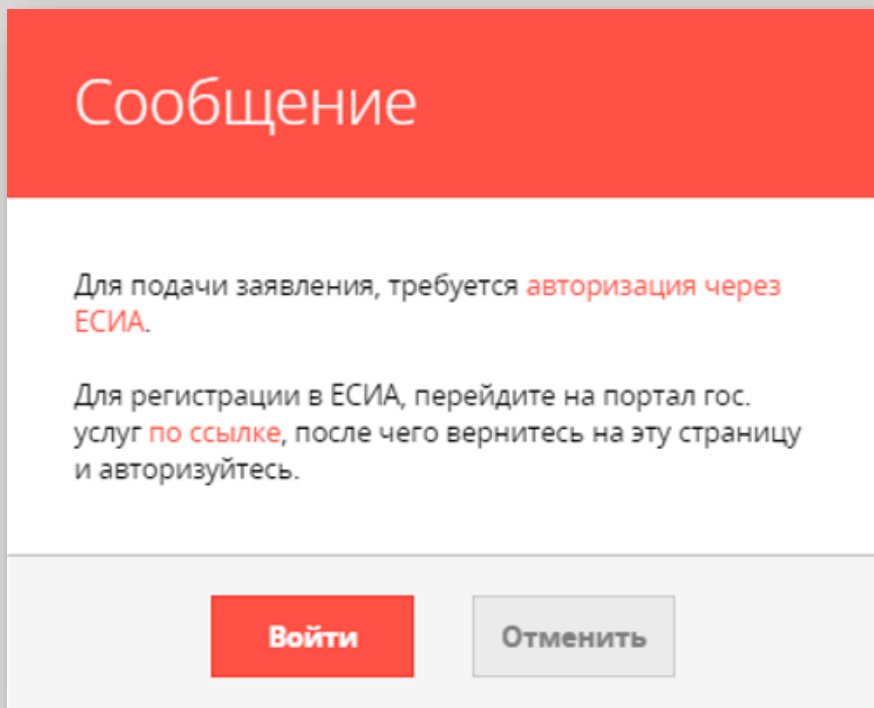 Сообщение
Для подачи заявления, требуется авторизация через
ЕСИА.
Для регистрации в ЕСИА, перейдите на портал гос.
услуг по ссылке, после чего вернитесь на эту страницу
и авторизуйтесь.
Войти
Отменить